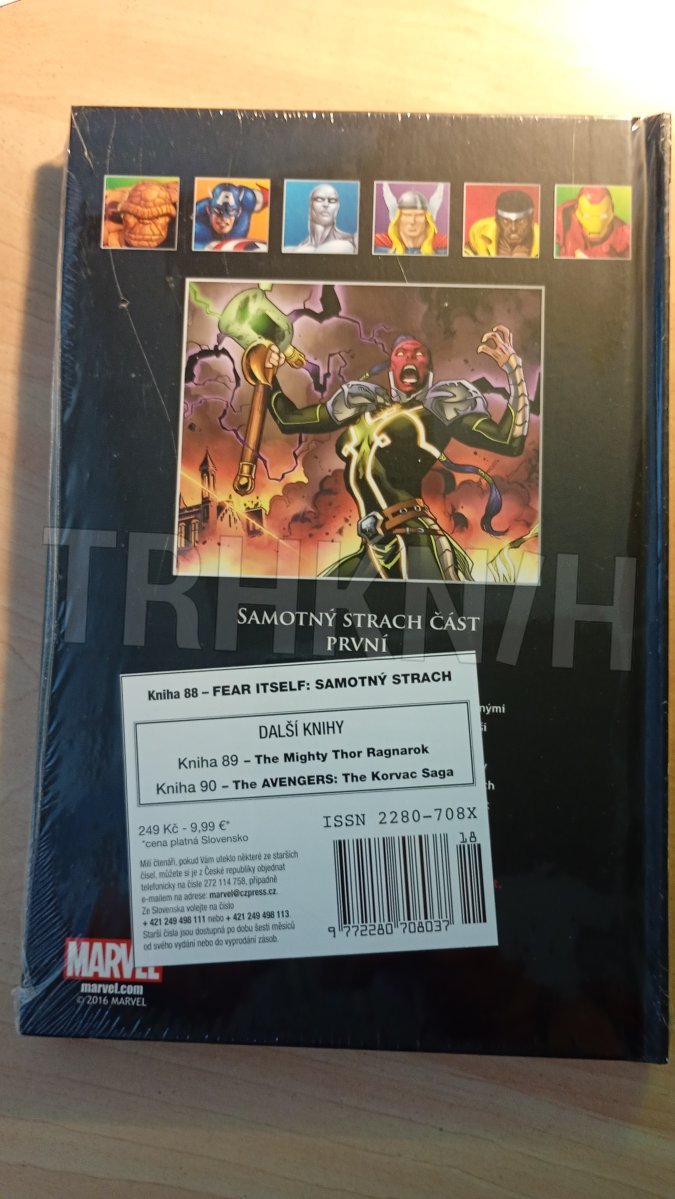 TRHKNIH
SAMOTNÝ STRACH ČÁST
PRVNÍ
Kniha 88 – FEAR ITSELF: SAMOTNÝ STRACH
DALŠÍ KNIHY
Kniha 89 – The Mighty Thor Ragnarok
Kniha 90 – The AVENGERS: The Korvac Saga
249 Kč - 9,99 €*
*cena platná Slovensko
Milí čtenáři, pokud Vám uteklo některé ze starších
čísel, můžete si je z České republiky objednat
telefonicky na čísle 272 114 758, případně
e-mailem na adrese: marvel@czpress.cz.
Ze Slovenska volejte na číslo
+ 421 249 498 111 nebo + 421 249 498 113.
Starší čísla jsou dostupná po dobu šesti měsíců
od svého vydání nebo do vyprodání zásob.
ISSN 2280-708X
18
9 772280 708037
nými
MARVEL
marvel.com
© 2016 MARVEL